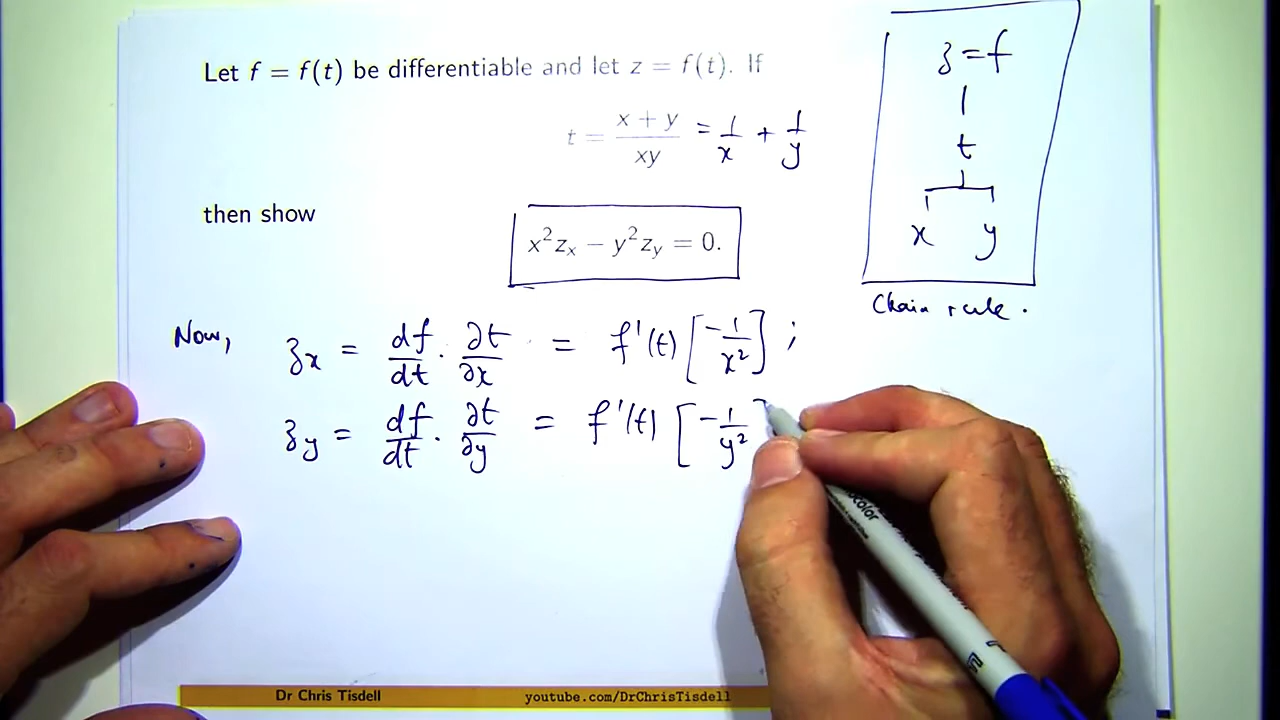 Let f = f(t) be differentiable and let z = f(t). If
t = x + y / xy = 1/x + 1/y
then show
x²zₓ − y²z_y = 0.
z = f
t
x y
Chain rule.
Now, zₓ = df/dt · ∂t/∂x = f'(t) [-1/x²] ;
z_y = df/dt · ∂t/∂y = f'(t) [-1/y²]
Dr Chris Tisdell youtube.com/DrChrisTisdell